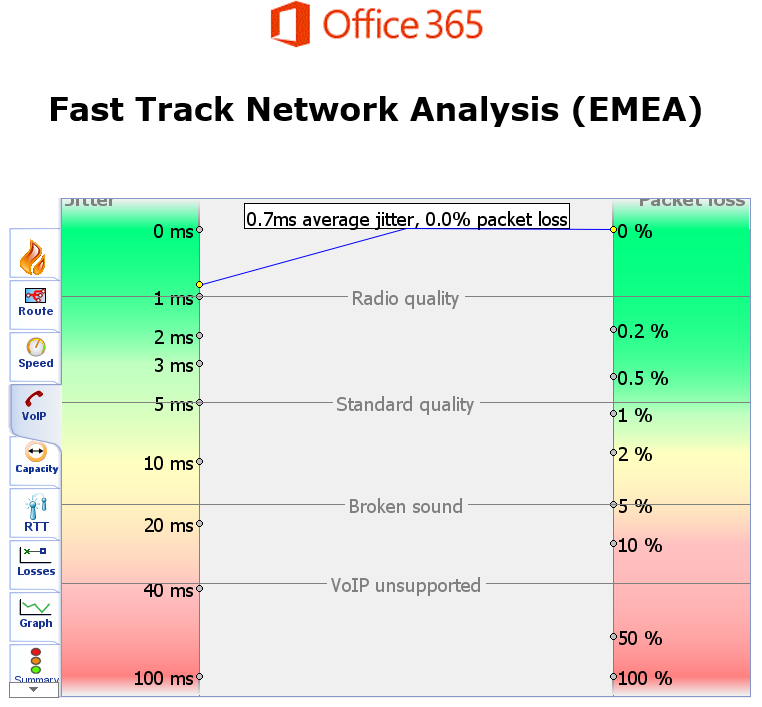 Office 365
Fast Track Network Analysis (EMEA)
Jitter
Packet loss
0.7ms average jitter, 0.0% packet loss
0 ms
0 %
1 ms
Radio quality
Route
2 ms
0.2 %
Speed
3 ms
0.5 %
5 ms
Standard quality
1 %
VoIP
10 ms
2 %
Capacity
Broken sound
5 %
20 ms
RTT
10 %
Losses
40 ms
VoIP unsupported
Graph
50 %
100 ms
100 %
Summary